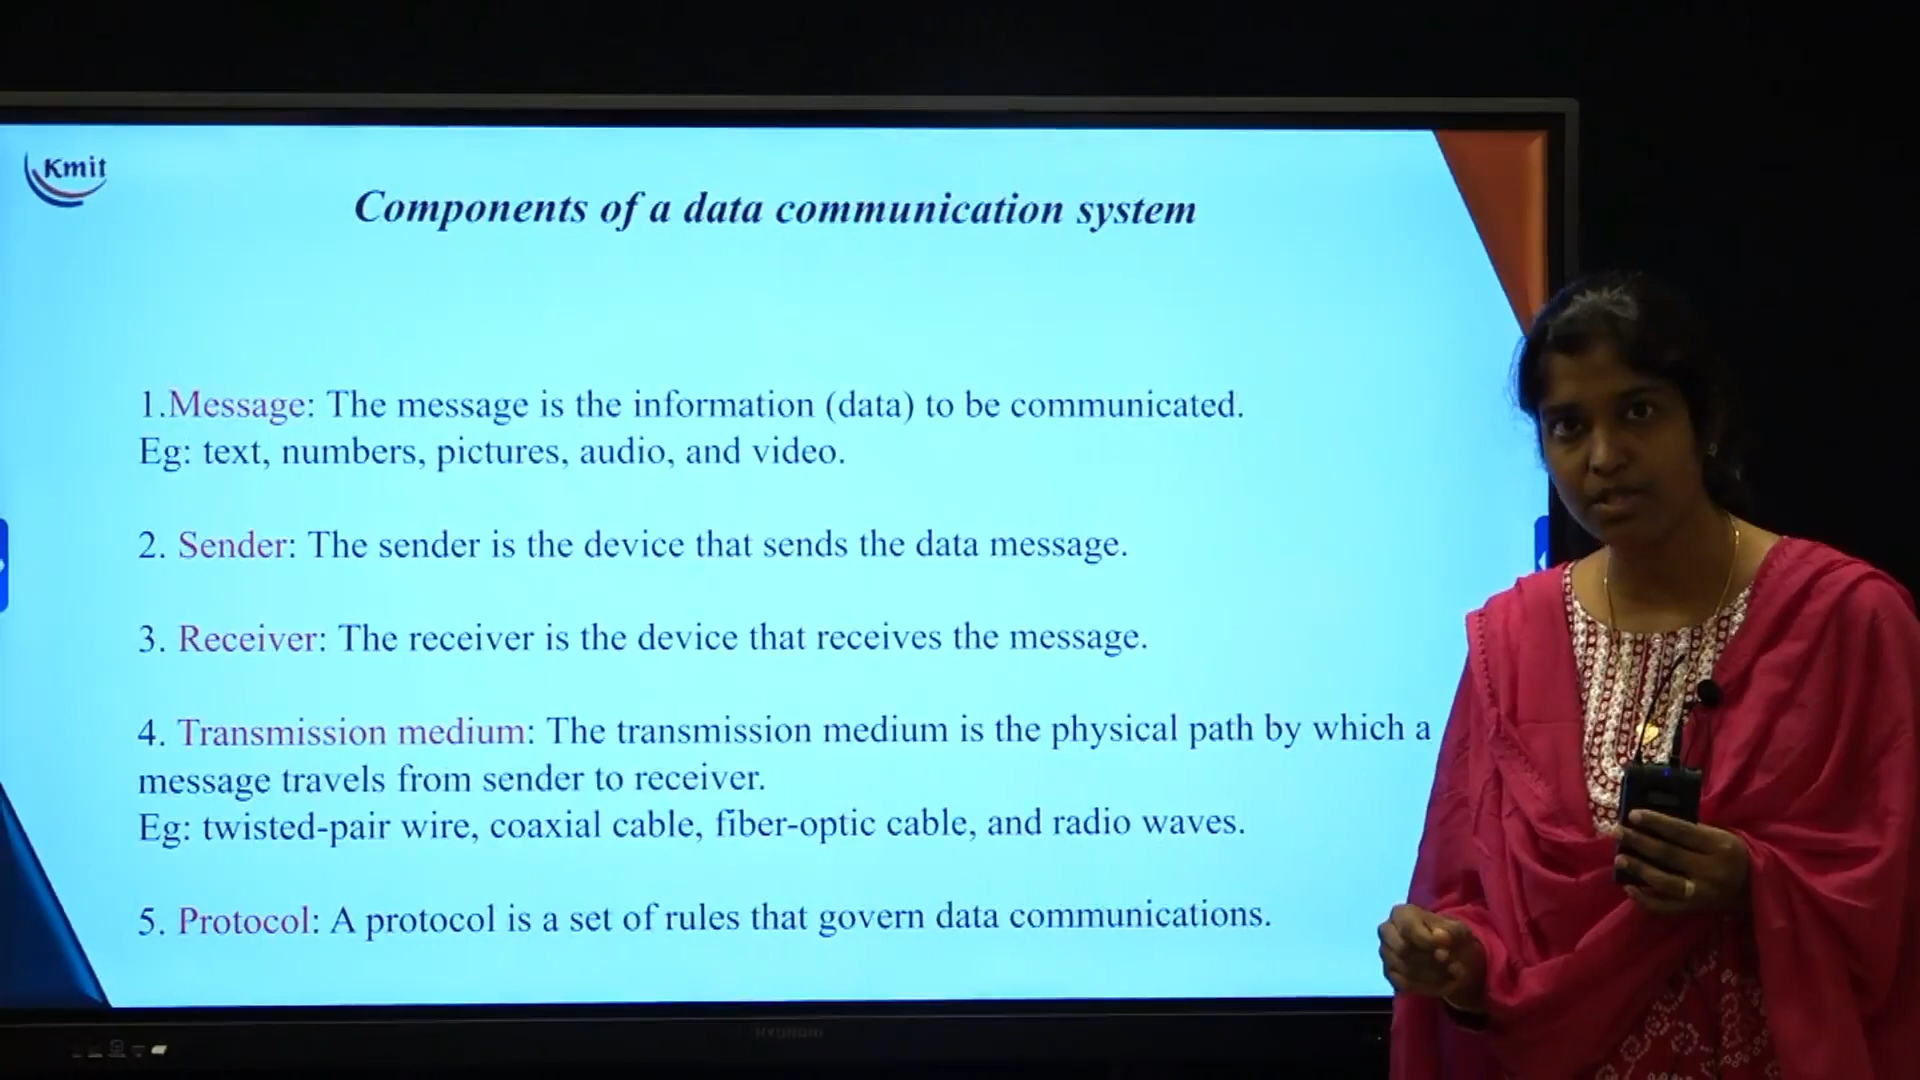 Kmit
Components of a data communication system
1.Message: The message is the information (data) to be communicated.
Eg: text, numbers, pictures, audio, and video.
2. Sender: The sender is the device that sends the data message.
3. Receiver: The receiver is the device that receives the message.
4. Transmission medium: The transmission medium is the physical path by which a
message travels from sender to receiver.
Eg: twisted-pair wire, coaxial cable, fiber-optic cable, and radio waves.
5. Protocol: A protocol is a set of rules that govern data communications.
HYUNDAI